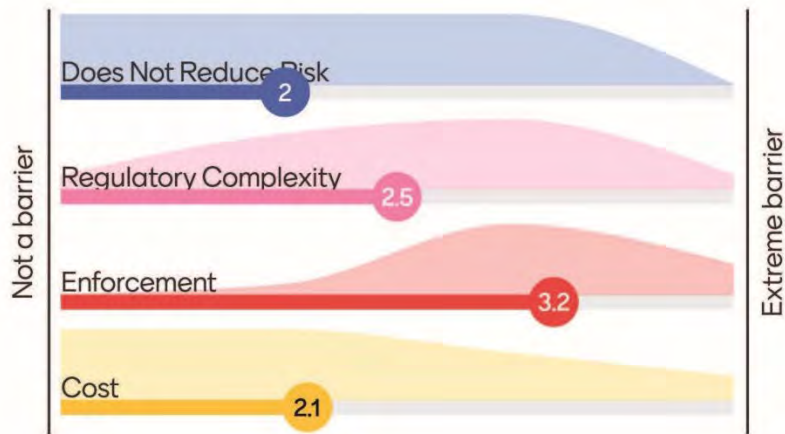 Does Not Reduce Risk
2
Regulatory Complexity
2.5
Enforcement
3.2
Cost
2.1
Not a barrier
Extreme barrier